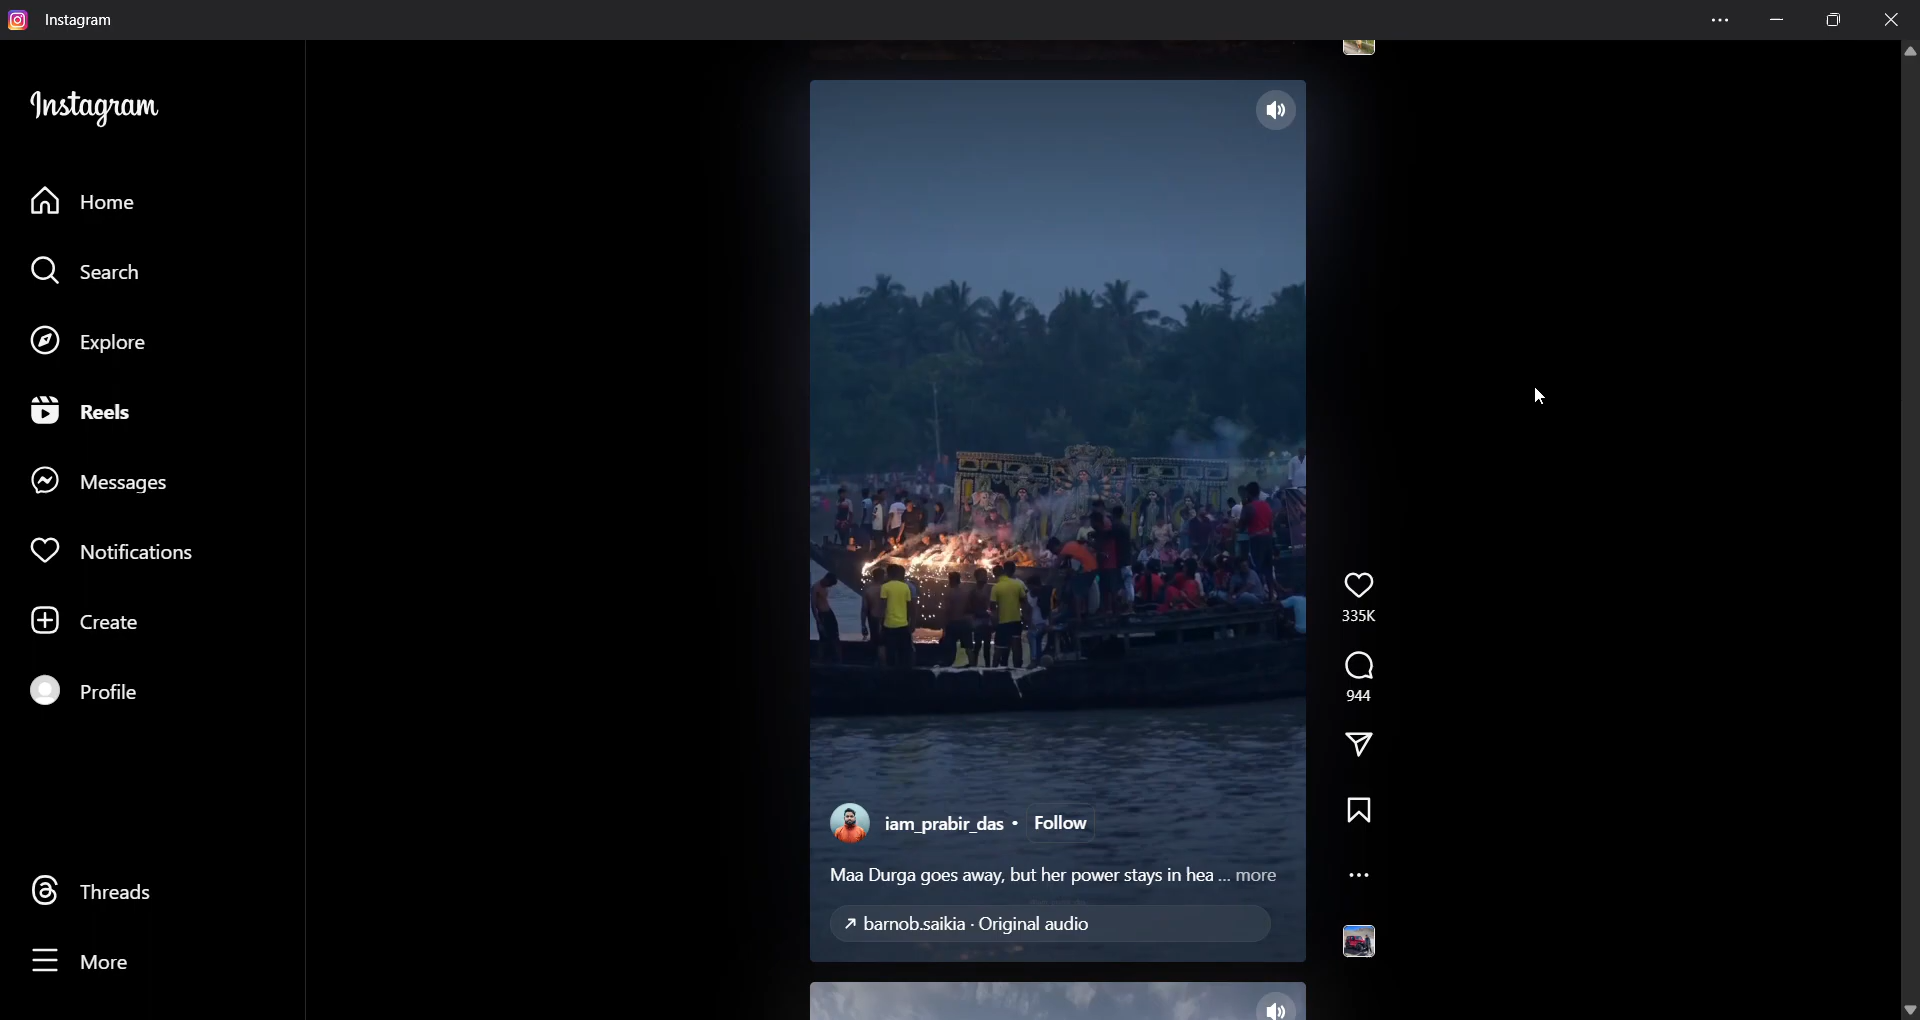 Instagram
Instagram
Home
Search
Explore
Reels
Messages
Notifications
Create
Profile
Threads
More
335K
944
iam_prabir_das • Follow
Maa Durga goes away, but her power stays in hea ... more
barnob.saikia · Original audio